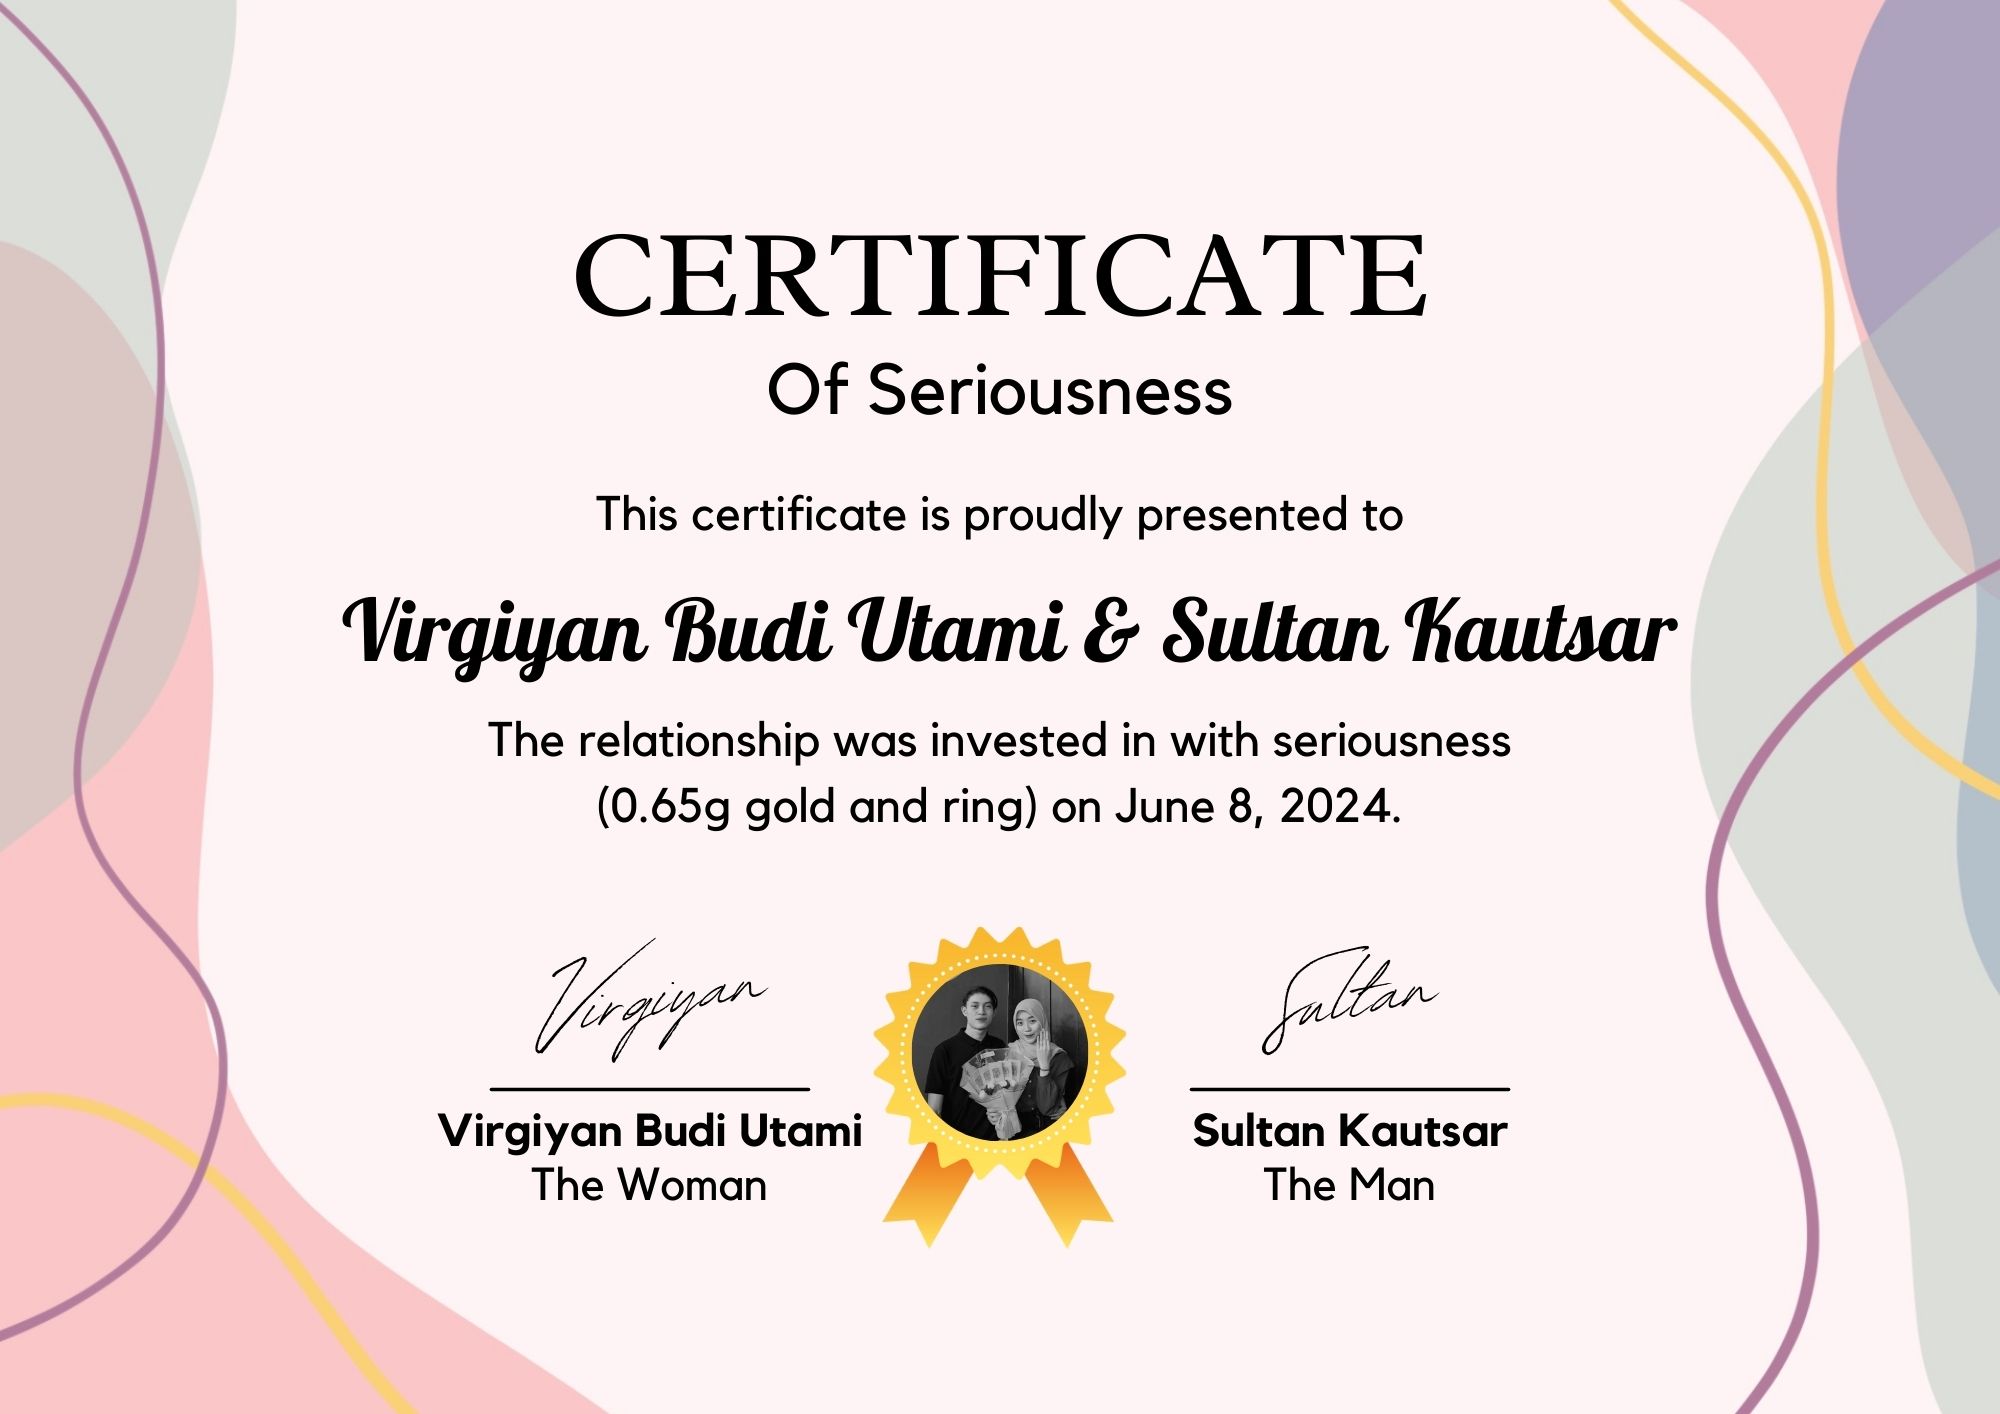 CERTIFICATE
Of Seriousness
This certificate is proudly presented to
Virgiyan Budi Utami & Sultan Kautsar
The relationship was invested in with seriousness
(0.65g gold and ring) on June 8, 2024.
Virgiyan
Sultan
Virgiyan Budi Utami
Sultan Kautsar
The Woman
The Man